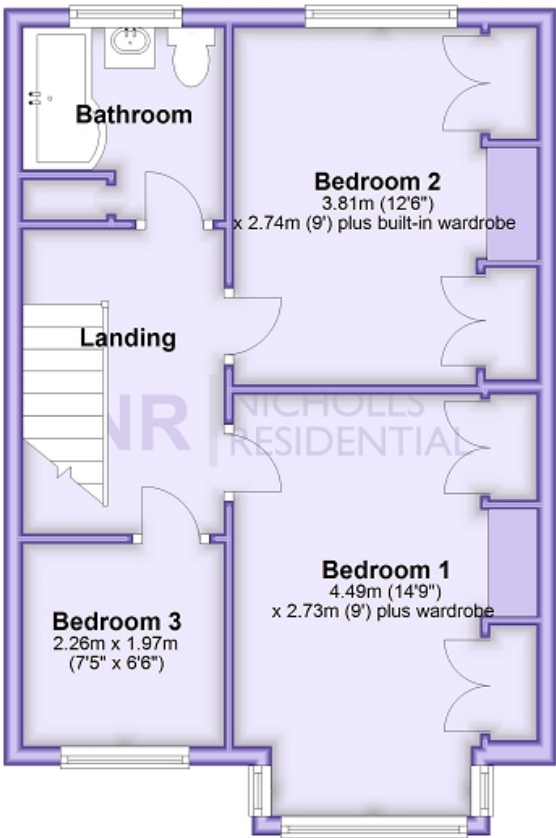 Bathroom
Bedroom 2
3.81m (12'6")
x 2.74m (9') plus built-in wardrobe
Landing
NR NICHOLLS
RESIDENTIAL
Bedroom 1
4.49m (14'9")
x 2.73m (9') plus wardrobe
Bedroom 3
2.26m x 1.97m
(7'5" x 6'6")